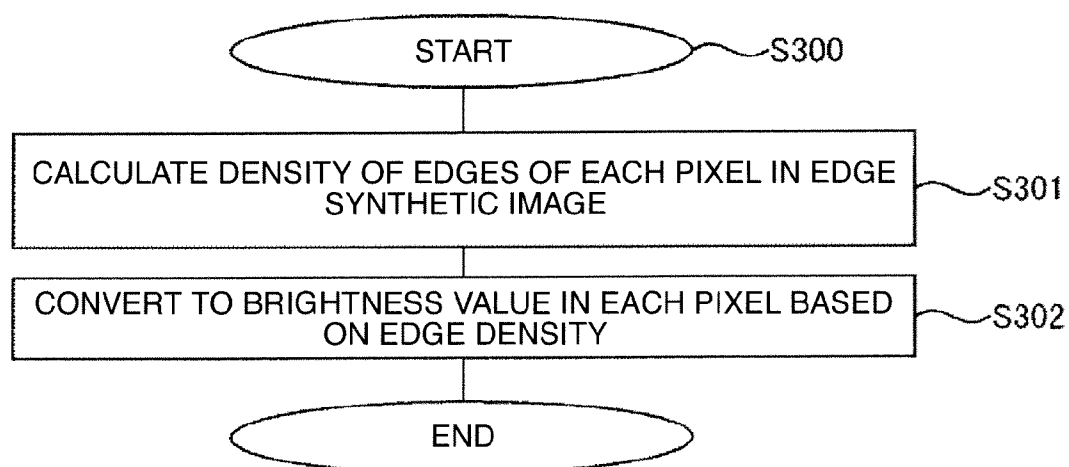 START
S300
CALCULATE DENSITY OF EDGES OF EACH PIXEL IN EDGE
SYNTHETIC IMAGE
S301
CONVERT TO BRIGHTNESS VALUE IN EACH PIXEL BASED
ON EDGE DENSITY
S302
END